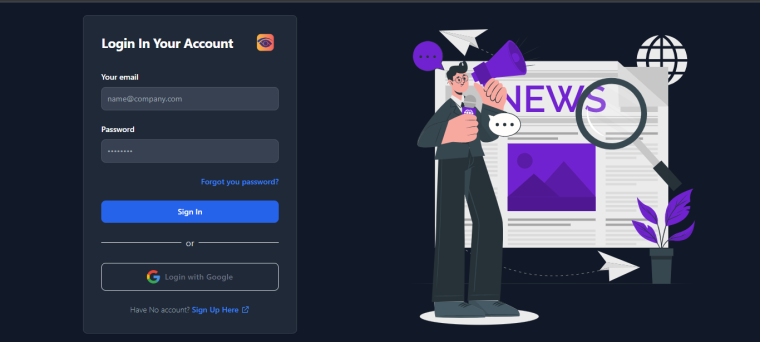 Login In Your Account
Your email
name@company.com
Password
••••••••
Forgot you password?
Sign In
or
Login with Google
Have No account? Sign Up Here
NEWS